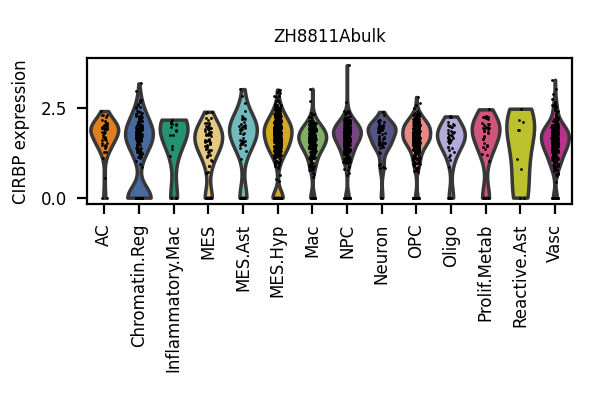 ZH8811Abulk
CIRBP expression
2.5
0.0
AC
Chromatin.Reg
Inflammatory.Mac
MES
MES.Ast
MES.Hyp
Mac
NPC
Neuron
OPC
Oligo
Prolif.Metab
Reactive.Ast
Vasc